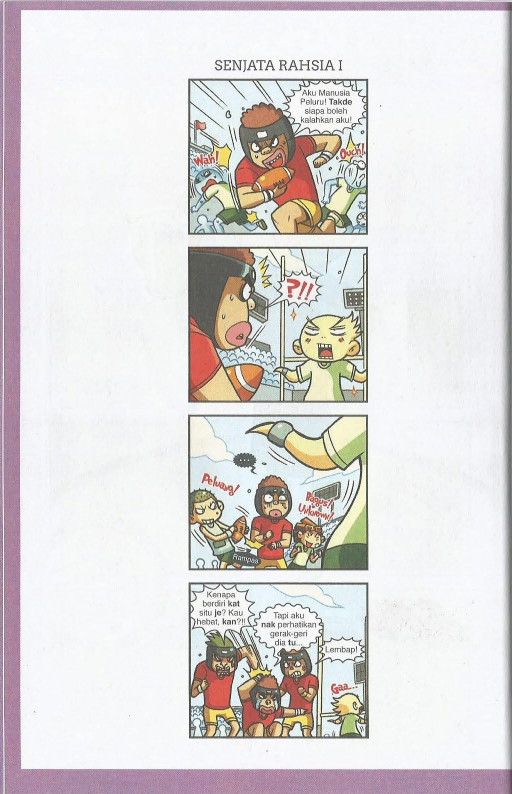 SENJATA RAHSIA I
Aku Manusia
Peluru! Takde
siapa boleh
kalahkan aku!
Wah!
Ouch!
?!!
...
Peluang!
Bagus!
Rampas
Kenapa
berdiri kat
situ je? Kau
hebat, kan?!!
Tapi aku
nak perhatikan
gerak-geri
dia tu...
Lembap!
Gaa...